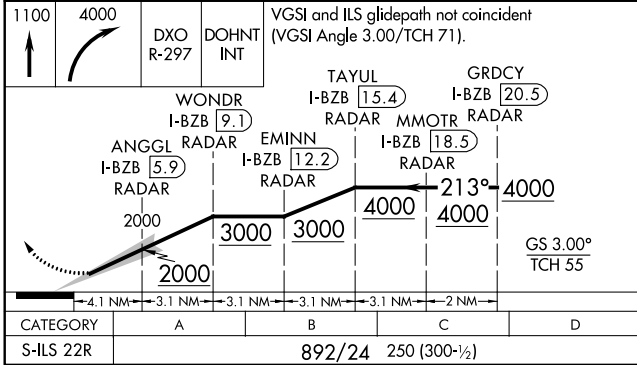 1100
4000
DXO
R-297
DOHNT
INT
VGSI and ILS glidepath not coincident
(VGSI Angle 3.00/TCH 71).
GRDCY
I-BZB 20.5
RADAR
TAYUL
I-BZB 15.4
RADAR
MMOTR
I-BZB 18.5
RADAR
WONDR
I-BZB 9.1
RADAR
EMINN
I-BZB 12.2
RADAR
ANGGL
I-BZB 5.9
RADAR
2000
2000
3000
3000
4000
213°
4000
4000
GS 3.00°
TCH 55
4.1 NM 3.1 NM 3.1 NM 3.1 NM 3.1 NM 2 NM
CATEGORY A B C D
S-ILS 22R 892/24 250 (300-½)